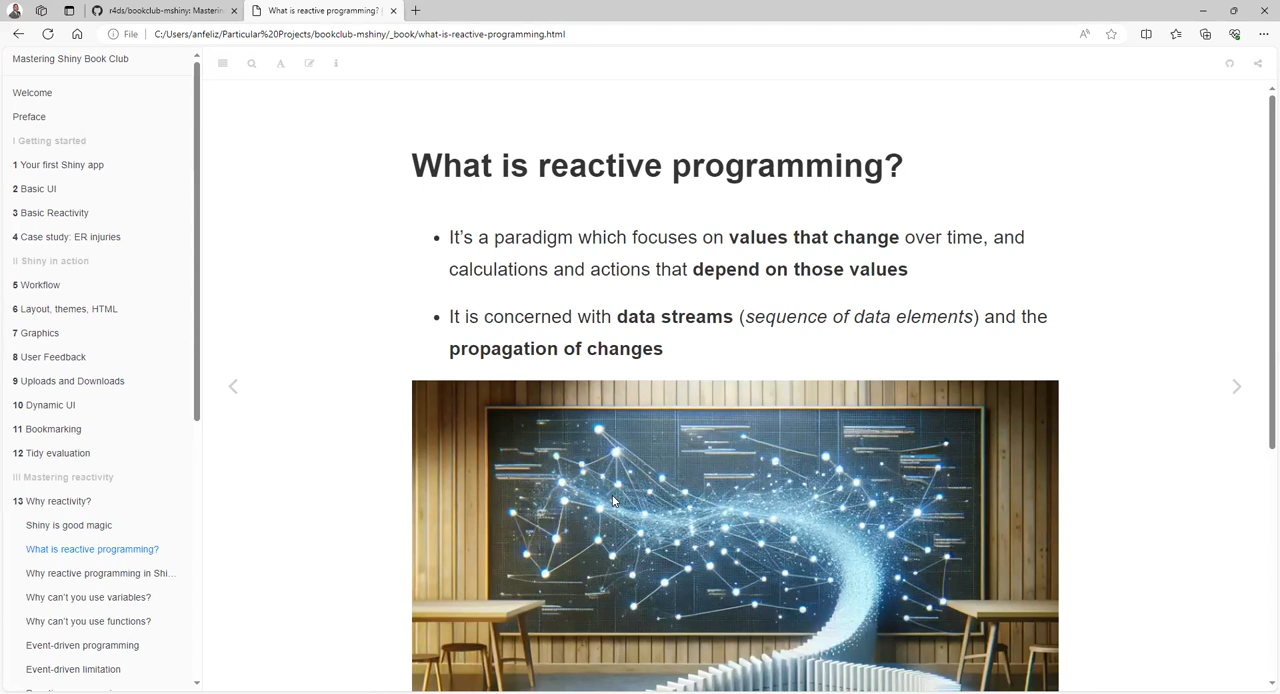 r4ds/bookclub-mshiny: Masterin
What is reactive programming?
File
C:/Users/anfeliz/Particular%20Projects/bookclub-mshiny/_book/what-is-reactive-programming.html
Mastering Shiny Book Club
Welcome
Preface
I Getting started
1 Your first Shiny app
2 Basic UI
3 Basic Reactivity
4 Case study: ER injuries
II Shiny in action
5 Workflow
6 Layout, themes, HTML
7 Graphics
8 User Feedback
9 Uploads and Downloads
10 Dynamic UI
11 Bookmarking
12 Tidy evaluation
III Mastering reactivity
13 Why reactivity?
Shiny is good magic
What is reactive programming?
Why reactive programming in Shi...
Why can't you use variables?
Why can't you use functions?
Event-driven programming
Event-driven limitation
What is reactive programming?
• It's a paradigm which focuses on values that change over time, and
calculations and actions that depend on those values
• It is concerned with data streams (sequence of data elements) and the
propagation of changes